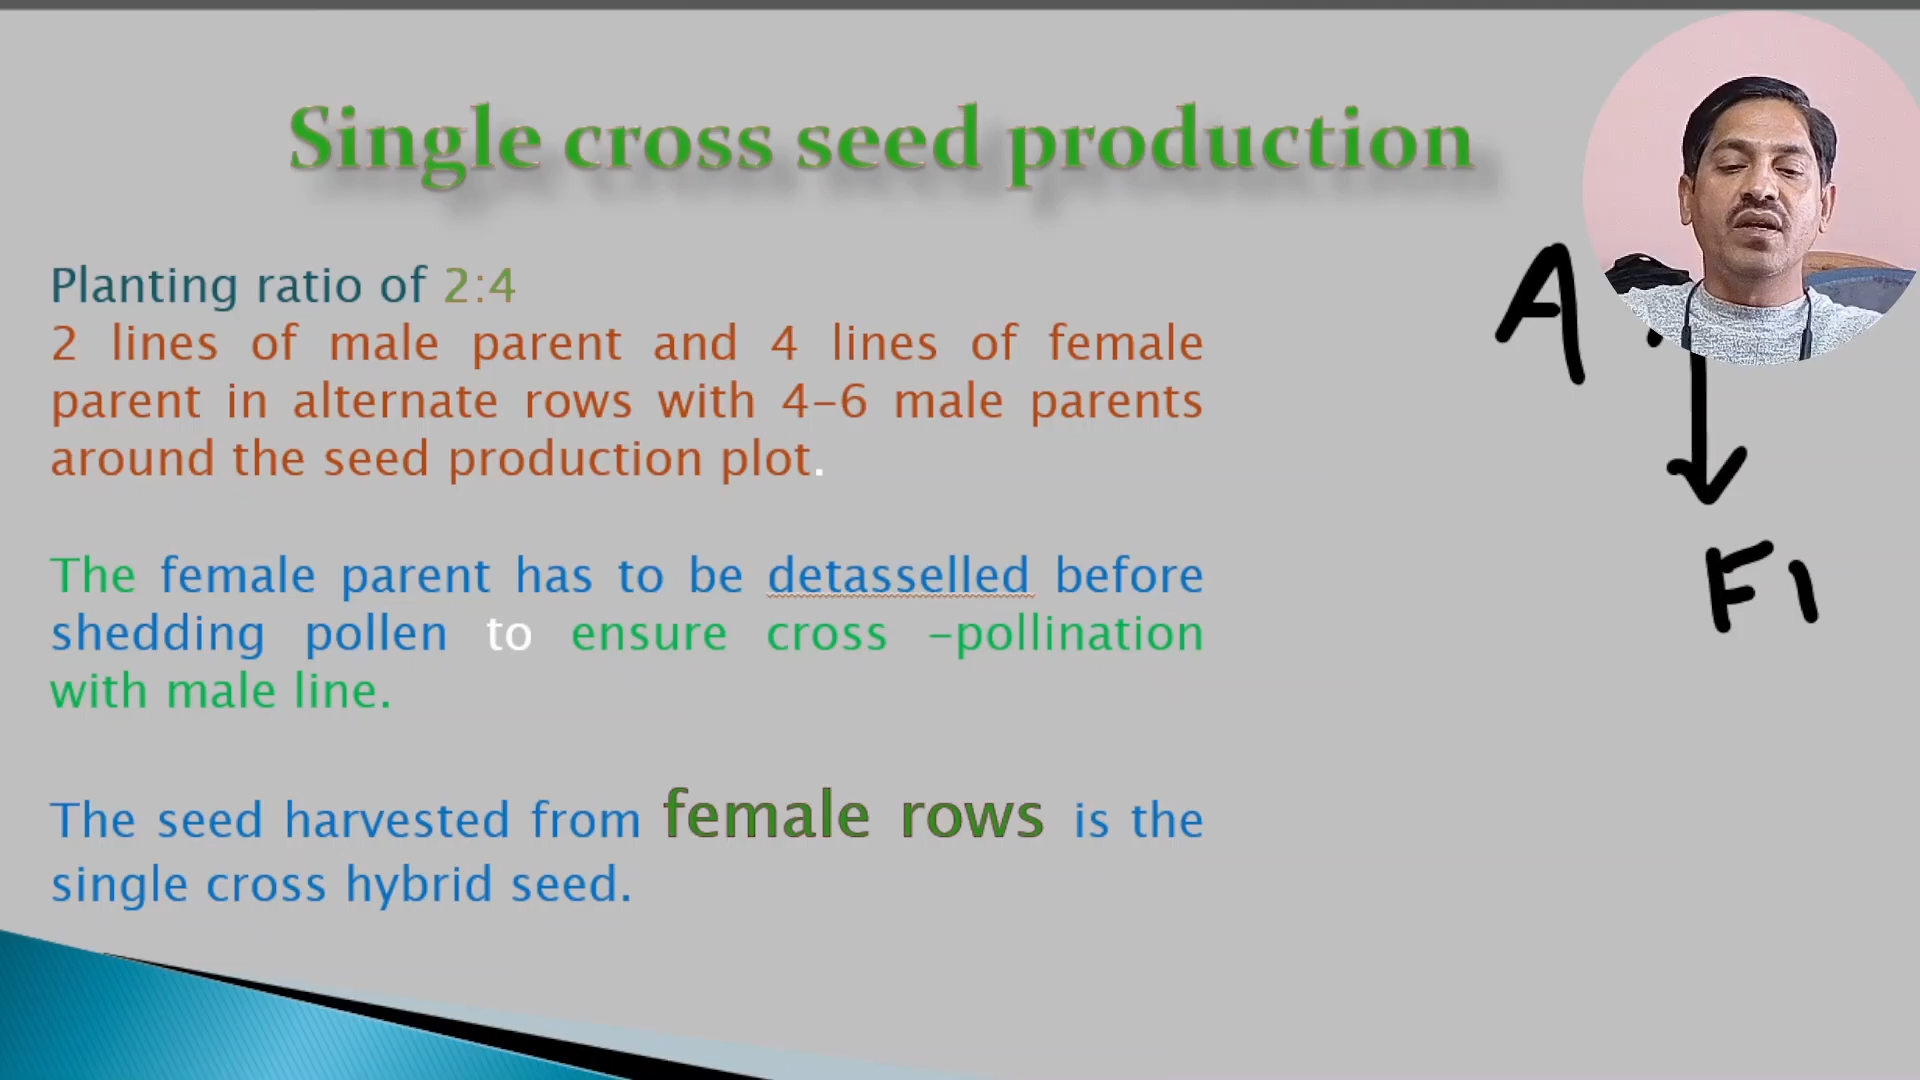 Single cross seed production
Planting ratio of 2:4
2 lines of male parent and 4 lines of female
parent in alternate rows with 4-6 male parents
around the seed production plot.
The female parent has to be detasselled before
shedding pollen to ensure cross -pollination
with male line.
The seed harvested from female rows is the
single cross hybrid seed.
A
F1